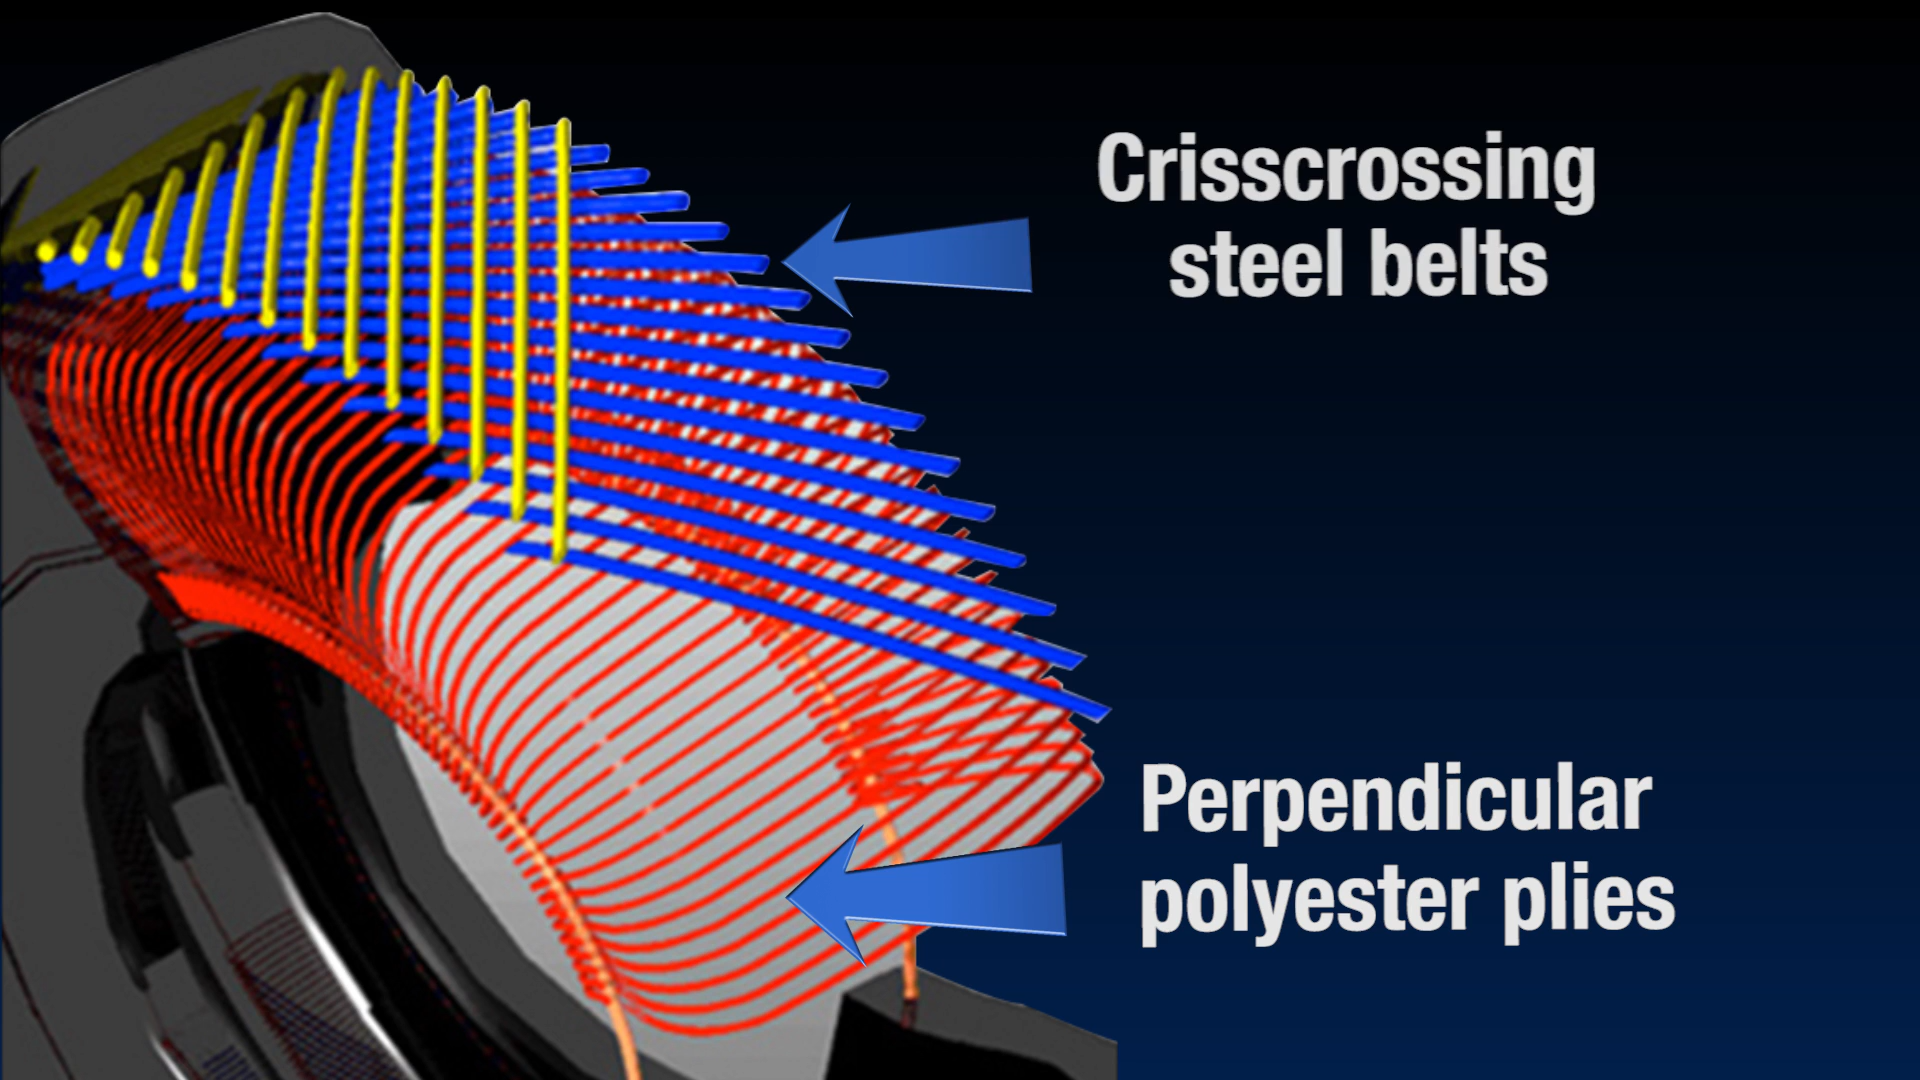 Crisscrossing
steel belts
Perpendicular
polyester plies